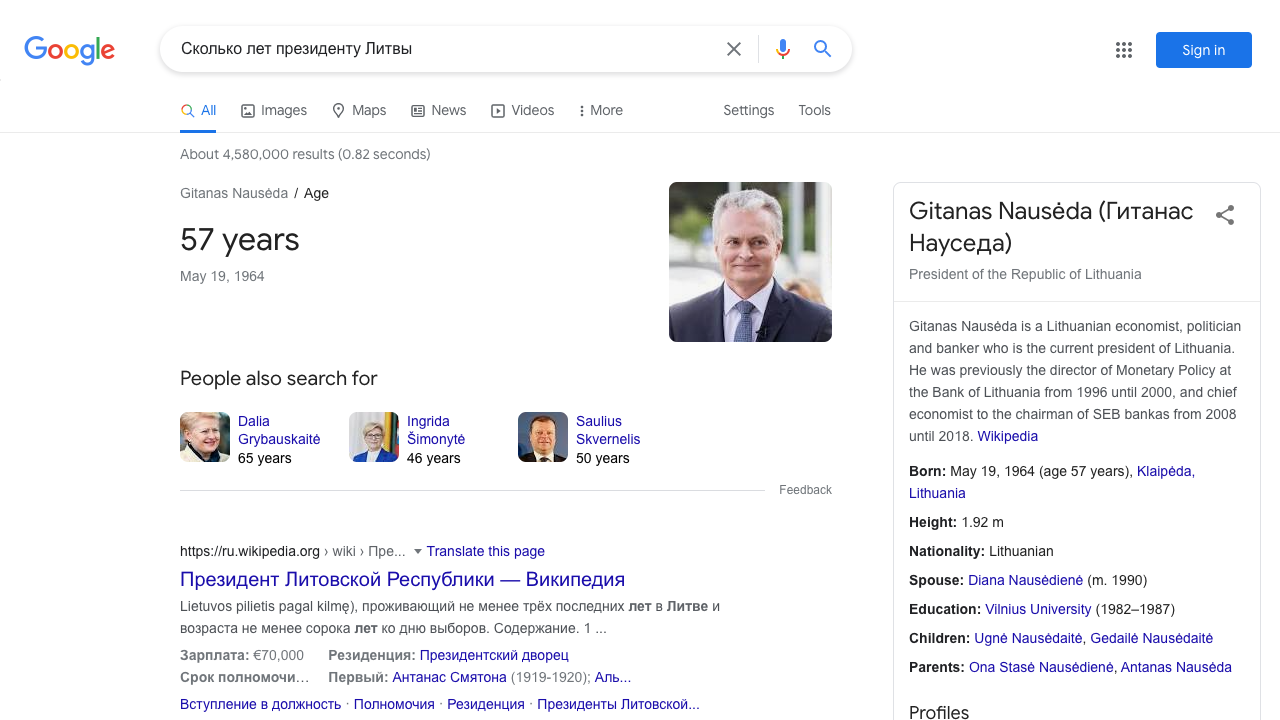 Google
Сколько лет президенту Литвы
Sign in
All
Images
Maps
News
Videos
More
Settings
Tools
About 4,580,000 results (0.82 seconds)
Gitanas Nausėda / Age
57 years
May 19, 1964
People also search for
Dalia
Grybauskaitė
65 years
Ingrida
Šimonytė
46 years
Saulius
Skvernelis
50 years
Feedback
https://ru.wikipedia.org › wiki › Пре... Translate this page
Президент Литовской Республики — Википедия
Lietuvos pilietis pagal kilmę), проживающий не менее трёх последних лет в Литве и
возраста не менее сорока лет ко дню выборов. Содержание. 1 ...
Зарплата: €70,000 Резиденция: Президентский дворец
Срок полномочи… Первый: Антанас Смятона (1919-1920); Аль...
Вступление в должность · Полномочия · Резиденция · Президенты Литовской...
Gitanas Nausėda (Гитанас
Науседа)
President of the Republic of Lithuania
Gitanas Nausėda is a Lithuanian economist, politician
and banker who is the current president of Lithuania.
He was previously the director of Monetary Policy at
the Bank of Lithuania from 1996 until 2000, and chief
economist to the chairman of SEB bankas from 2008
until 2018. Wikipedia
Born: May 19, 1964 (age 57 years), Klaipėda,
Lithuania
Height: 1.92 m
Nationality: Lithuanian
Spouse: Diana Nausėdienė (m. 1990)
Education: Vilnius University (1982–1987)
Children: Ugnė Nausėdaitė, Gedailė Nausėdaitė
Parents: Ona Stasė Nausėdienė, Antanas Nausėda
Profiles